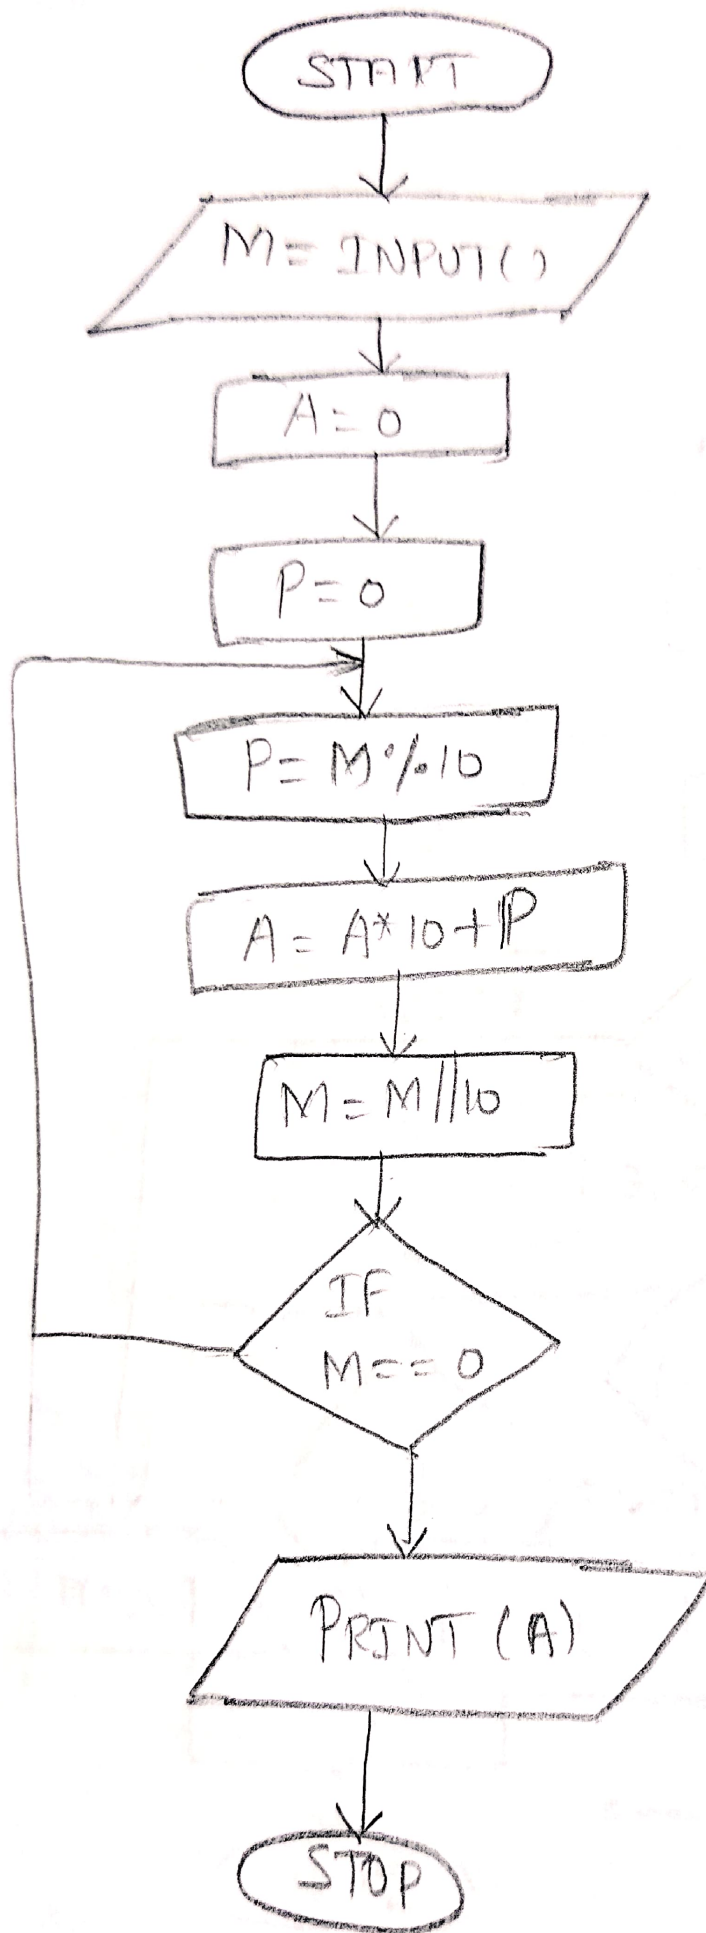 START
M = INPUT()
A = 0
P = 0
P = M % 10
A = A * 10 + P
M = M // 10
IF
M == 0
PRINT (A)
STOP